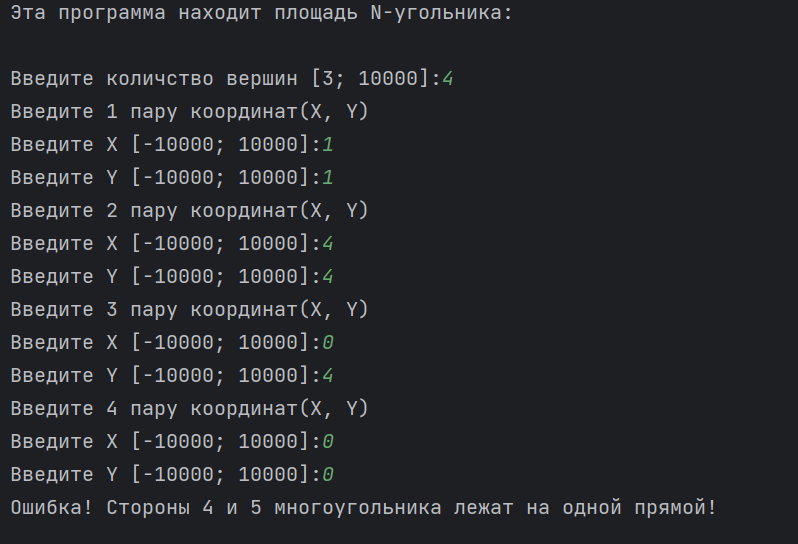 Эта программа находит площадь N-угольника:
Введите количство вершин [3; 10000]:4
Введите 1 пару координат(X, Y)
Введите X [-10000; 10000]:1
Введите Y [-10000; 10000]:1
Введите 2 пару координат(X, Y)
Введите X [-10000; 10000]:4
Введите Y [-10000; 10000]:4
Введите 3 пару координат(X, Y)
Введите X [-10000; 10000]:0
Введите Y [-10000; 10000]:4
Введите 4 пару координат(X, Y)
Введите X [-10000; 10000]:0
Введите Y [-10000; 10000]:0
Ошибка! Стороны 4 и 5 многоугольника лежат на одной прямой!